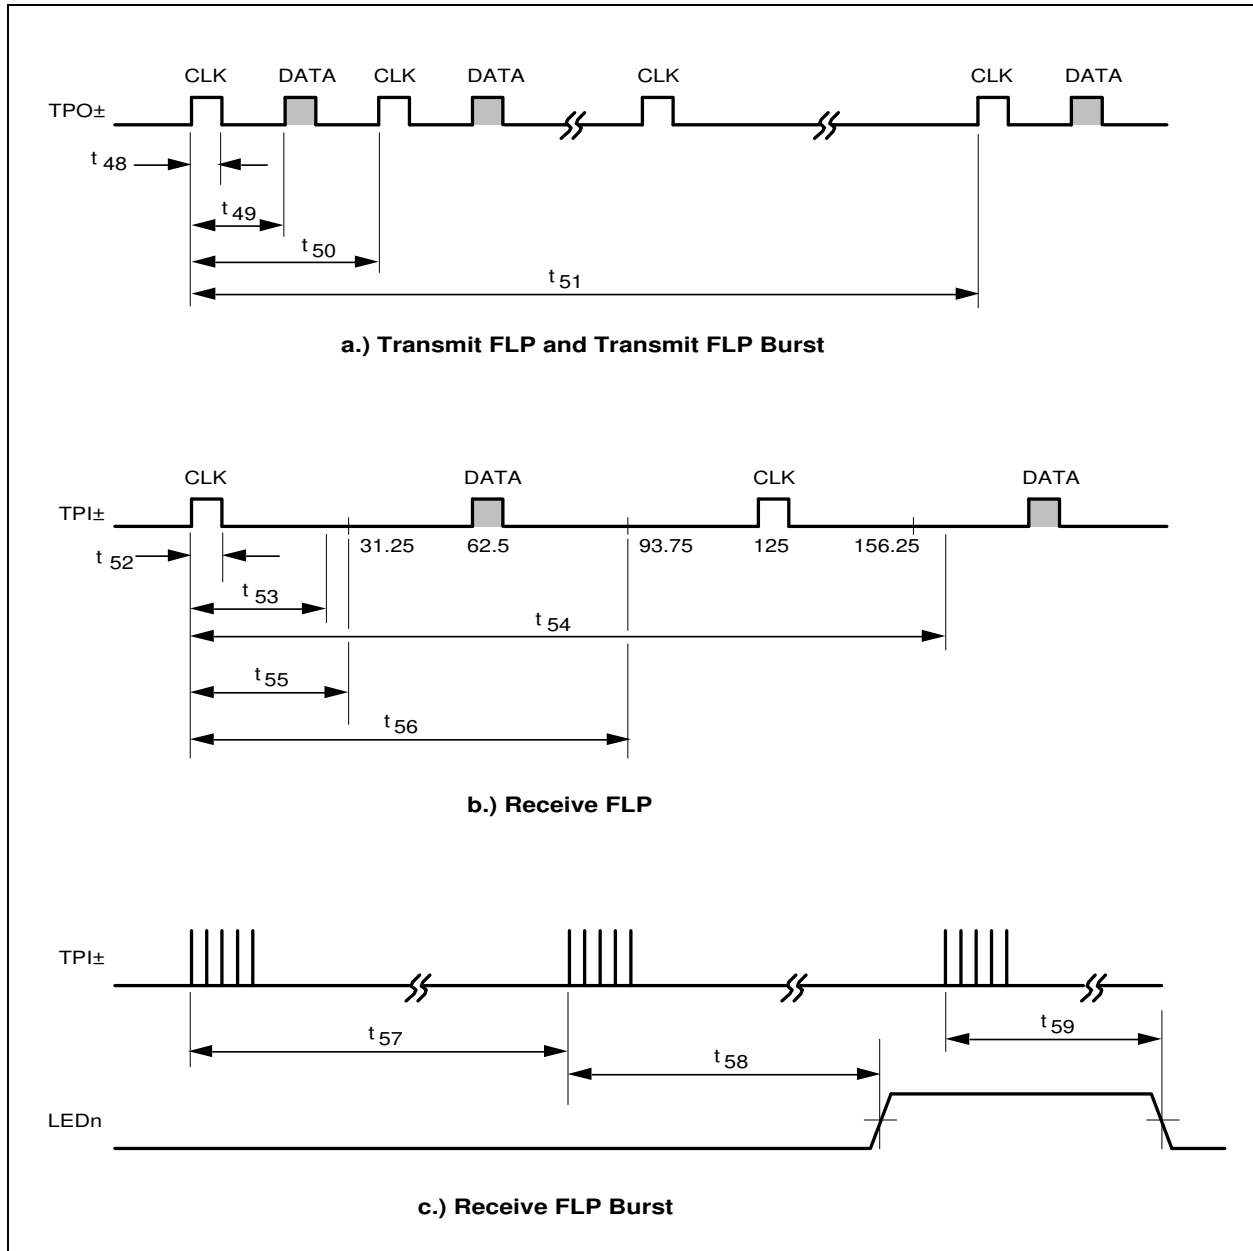 CLK DATA CLK DATA CLK CLK DATA
TPO±
t 48
t 49
t 50
t 51
a.) Transmit FLP and Transmit FLP Burst
CLK DATA CLK DATA
TPI±
31.25 62.5 93.75 125 156.25
t 52
t 53
t 54
t 55
t 56
b.) Receive FLP
TPI±
t 57
t 58
t 59
LEDn
c.) Receive FLP Burst